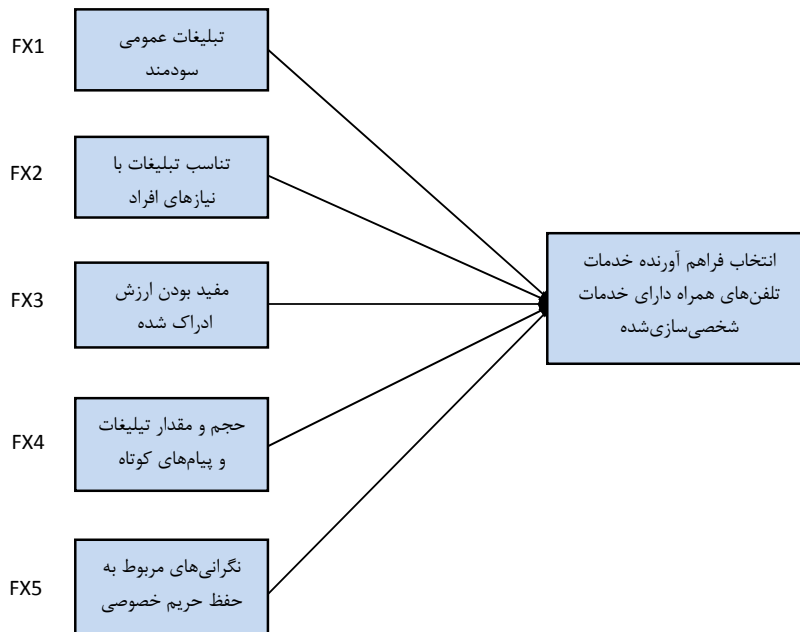 FX1
تبلیغات عمومی
سودمند
FX2
تناسب تبلیغات با
نیازهای افراد
FX3
مفید بودن ارزش
ادراک شده
انتخاب فراهم آورنده خدمات
تلفن‌های همراه دارای خدمات
شخصی‌سازی‌شده
FX4
حجم و مقدار تیلیغات
و پیام‌های کوتاه
FX5
نگرانی‌های مربوط به
حفظ حریم خصوصی